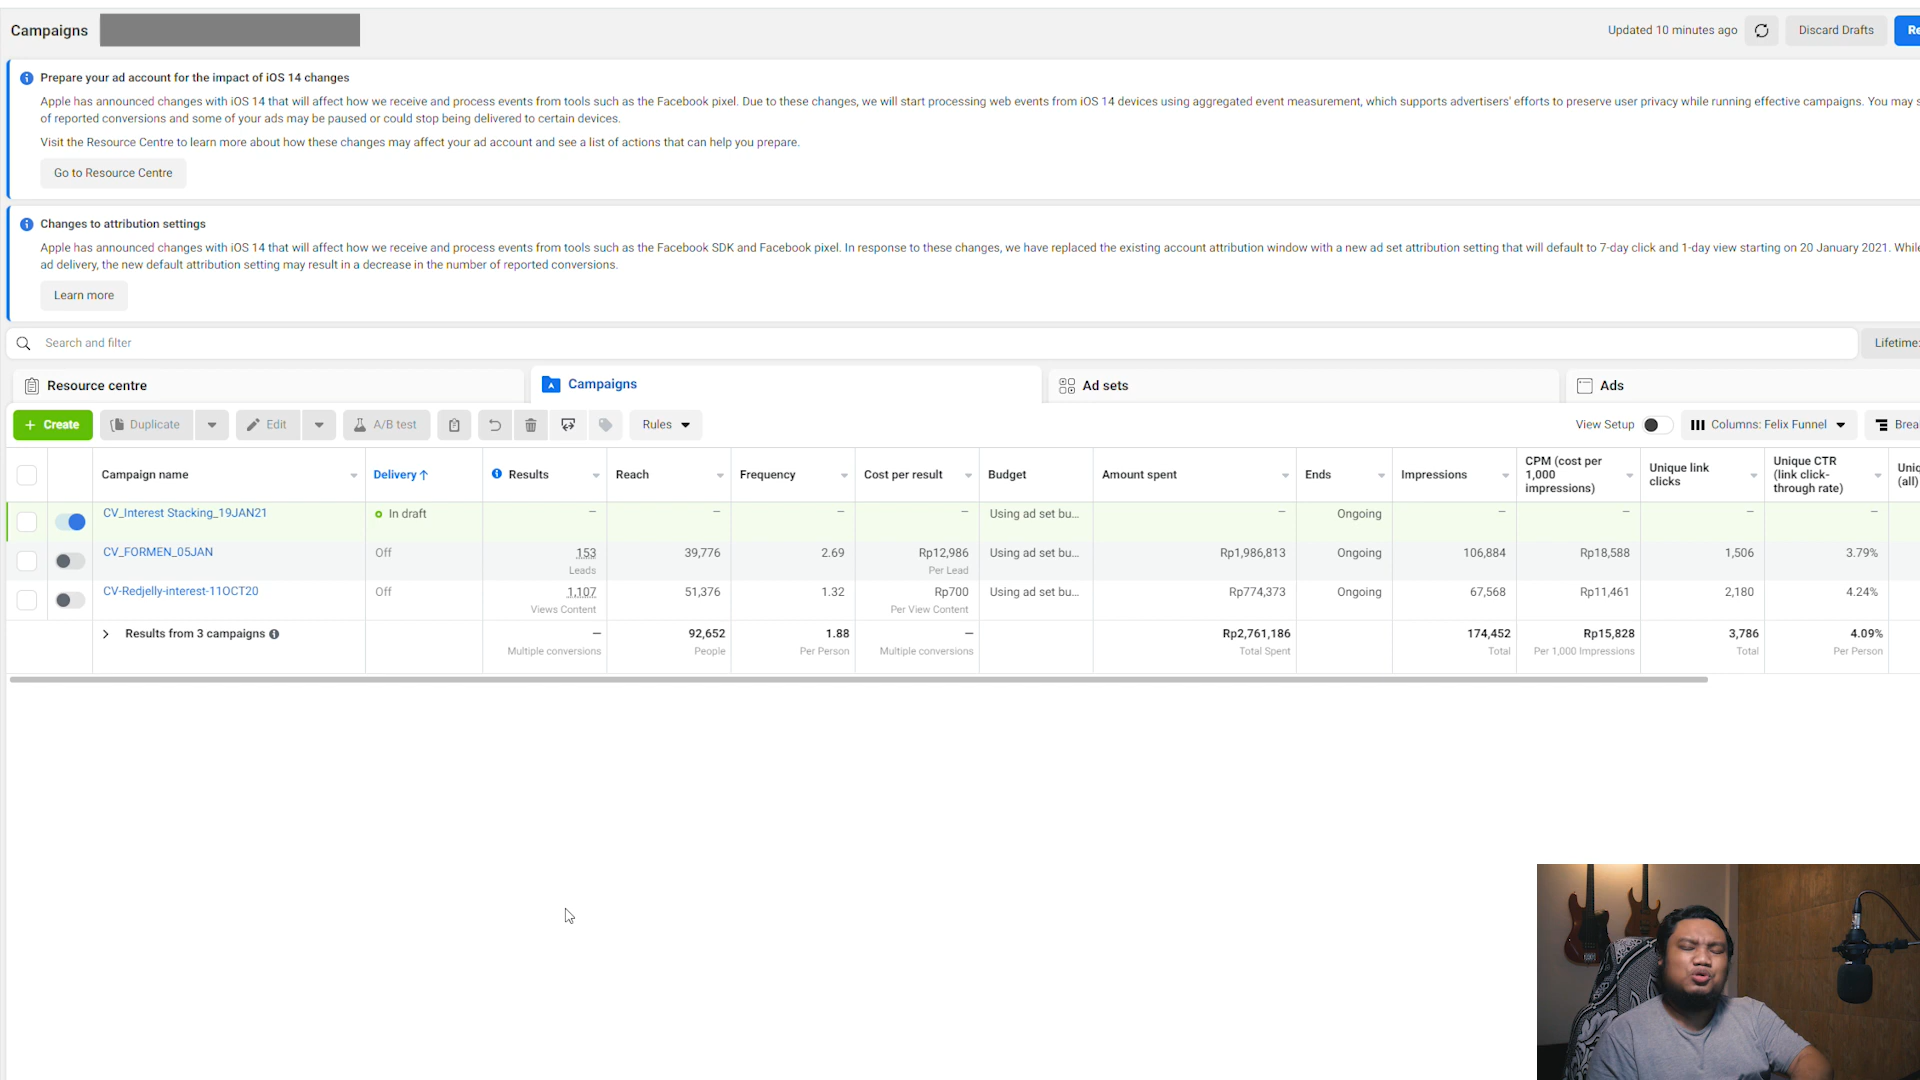 Campaigns
Updated 10 minutes ago
Discard Drafts
Prepare your ad account for the impact of iOS 14 changes
Apple has announced changes with iOS 14 that will affect how we receive and process events from tools such as the Facebook pixel. Due to these changes, we will start processing web events from iOS 14 devices using aggregated event measurement, which supports advertisers' efforts to preserve user privacy while running effective campaigns. You may
of reported conversions and some of your ads may be paused or could stop being delivered to certain devices.
Visit the Resource Centre to learn more about how these changes may affect your ad account and see a list of actions that can help you prepare.
Go to Resource Centre
Changes to attribution settings
Apple has announced changes with iOS 14 that will affect how we receive and process events from tools such as the Facebook SDK and Facebook pixel. In response to these changes, we have replaced the existing account attribution window with a new ad set attribution setting that will default to 7-day click and 1-day view starting on 20 January 2021.
ad delivery, the new default attribution setting may result in a decrease in the number of reported conversions.
Learn more
Search and filter
Lifetime:
Resource centre
Campaigns
Ad sets
Ads
+ Create
Duplicate
Edit
A/B test
Rules
View Setup
Columns: Felix Funnel
Campaign name
Delivery ↑
Results
Reach
Frequency
Cost per result
Budget
Amount spent
Ends
Impressions
CPM (cost per
1,000
impressions)
Unique link
clicks
Unique CTR
(link click-
through rate)
(all)
CV_Interest Stacking_19JAN21
In draft
–
–
–
–
Using ad set bu...
–
Ongoing
–
–
–
–
CV_FORMEN_05JAN
Off
153
Leads
39,776
2.69
Rp12,986
Per Lead
Using ad set bu...
Rp1,986,813
Ongoing
106,884
Rp18,588
1,506
3.79%
CV-Redjelly-interest-11OCT20
Off
1,107
Views Content
51,376
1.32
Rp700
Per View Content
Using ad set bu...
Rp774,373
Ongoing
67,568
Rp11,461
2,180
4.24%
Results from 3 campaigns
–
Multiple conversions
92,652
People
1.88
Per Person
–
Multiple conversions
Rp2,761,186
Total Spent
174,452
Total
Rp15,828
Per 1,000 Impressions
3,786
Total
4.09%
Per Person